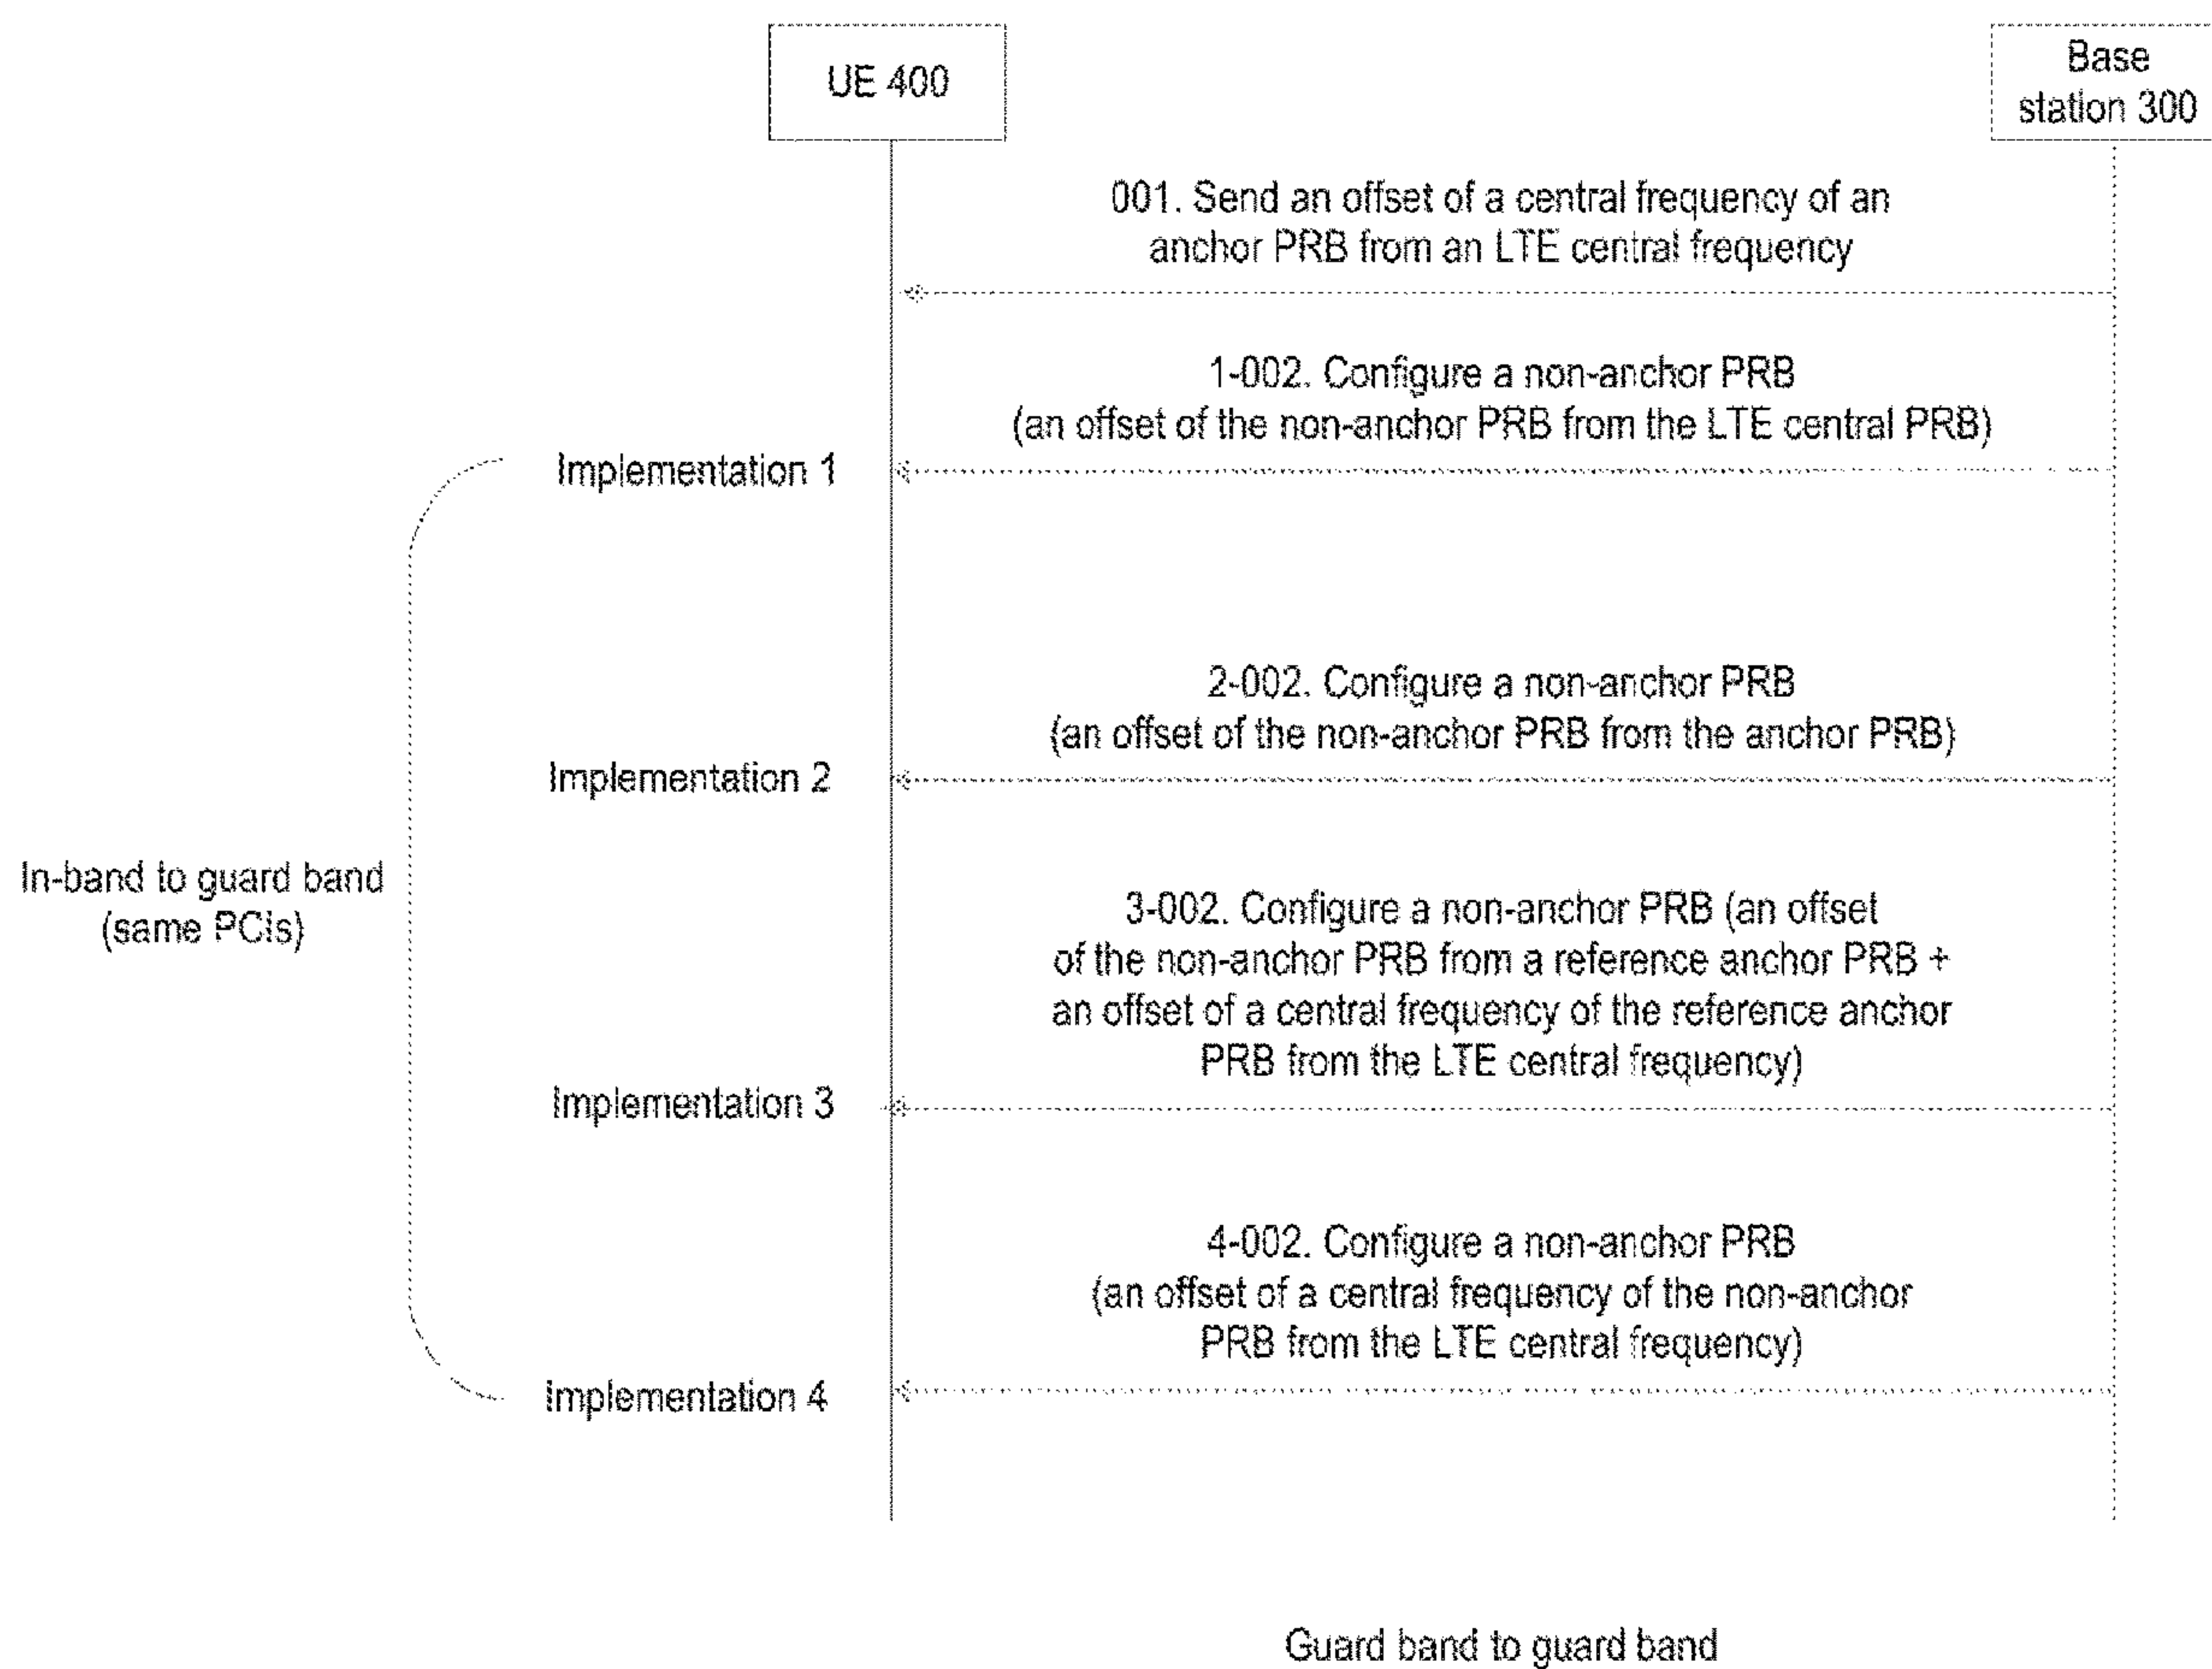 UE 400
Base
station 300
001. Send an offset of a central frequency of an
anchor PRB from an LTE central frequency
1-002. Configure a non-anchor PRB
(an offset of the non-anchor PRB from the LTE central PRB)
Implementation 1
2-002. Configure a non-anchor PRB
(an offset of the non-anchor PRB from the anchor PRB)
Implementation 2
In-band to guard band
(same PCIs)
3-002. Configure a non-anchor PRB (an offset
of the non-anchor PRB from a reference anchor PRB +
an offset of a central frequency of the reference anchor
PRB from the LTE central frequency)
Implementation 3
4-002. Configure a non-anchor PRB
(an offset of a central frequency of the non-anchor
PRB from the LTE central frequency)
Implementation 4
Guard band to guard band